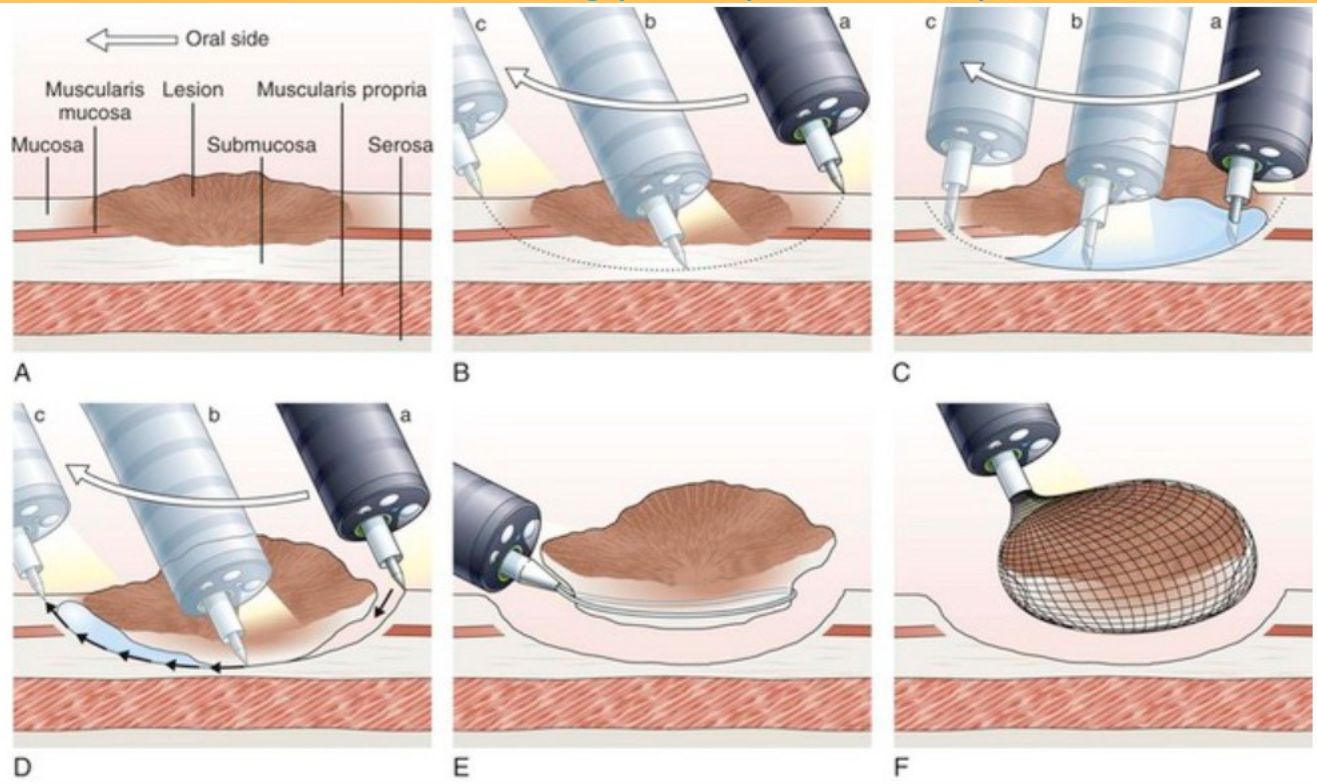 c b a c b a
Oral side
Muscularis Lesion Muscularis propria
mucosa
Mucosa Submucosa Serosa
A B C
c b a
D E F